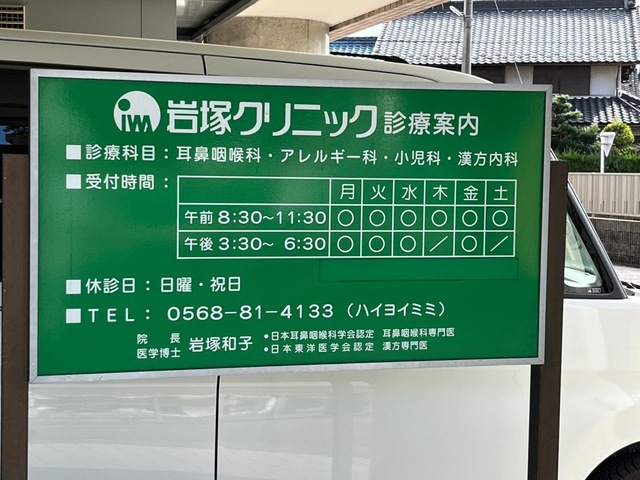 iwa 岩塚クリニック 診療案内
■診療科目：耳鼻咽喉科・アレルギー科・小児科・漢方内科
■受付時間：
月 火 水 木 金 土
午前 8:30～11:30 ○ ○ ○ ○ ○ ○
午後 3:30～ 6:30 ○ ○ ○ ／ ○ ／
■休診日：日曜・祝日
■TEL： 0568-81-4133 （ハイヨイミミ）
院長 医学博士 岩塚和子
●日本耳鼻咽喉科学会認定 耳鼻咽喉科専門医
●日本東洋医学会認定 漢方専門医